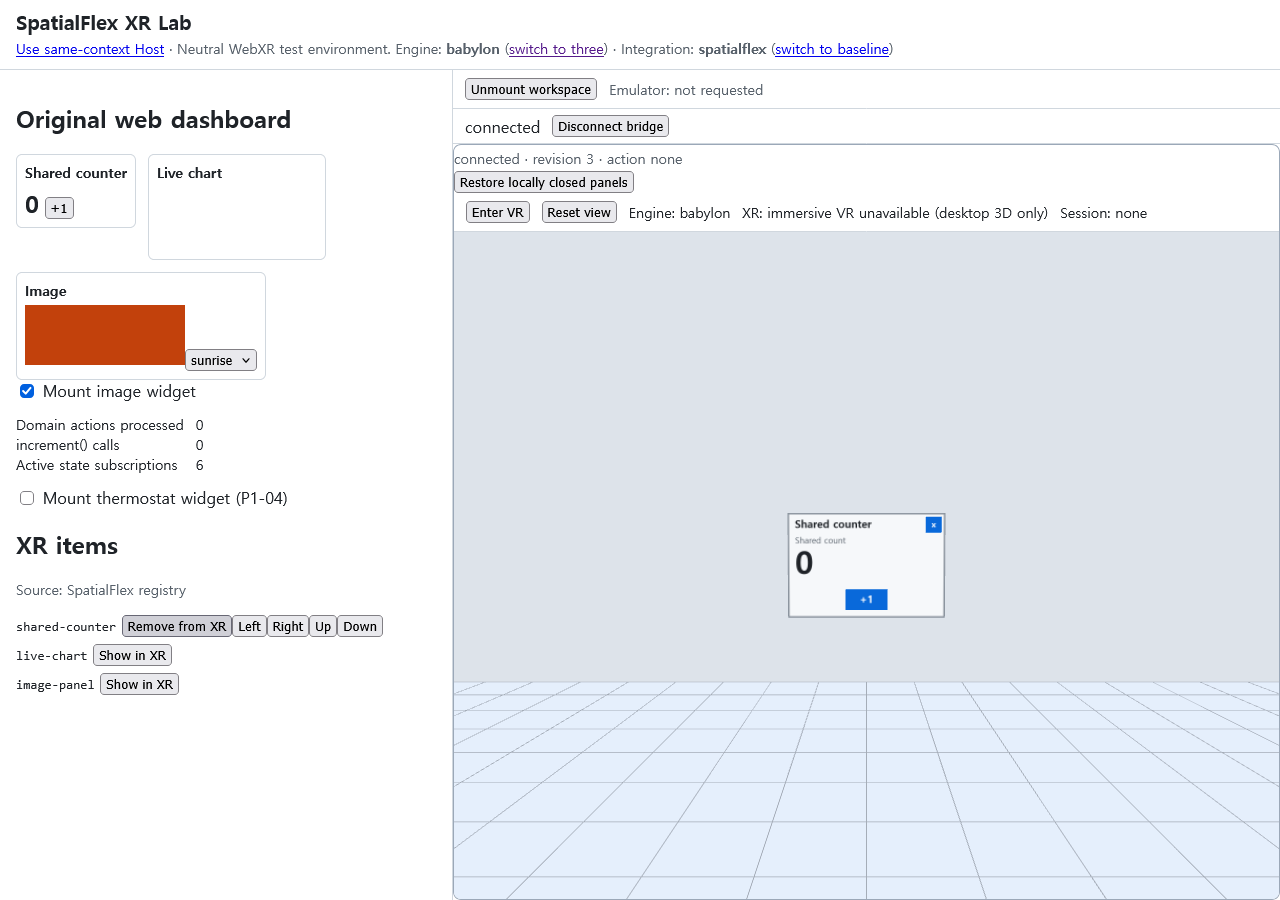 SpatialFlex XR Lab
Use same-context Host · Neutral WebXR test environment. Engine: babylon (switch to three) · Integration: spatialflex (switch to baseline)
Original web dashboard
Shared counter
0 +1
Live chart
Image
sunrise
Mount image widget
Domain actions processed 0
increment() calls 0
Active state subscriptions 6
Mount thermostat widget (P1-04)
XR items
Source: SpatialFlex registry
shared-counter Remove from XR Left Right Up Down
live-chart Show in XR
image-panel Show in XR
Unmount workspace Emulator: not requested
connected Disconnect bridge
connected · revision 3 · action none
Restore locally closed panels
Enter VR Reset view Engine: babylon XR: immersive VR unavailable (desktop 3D only) Session: none
Shared counter ×
Shared count
0
+1